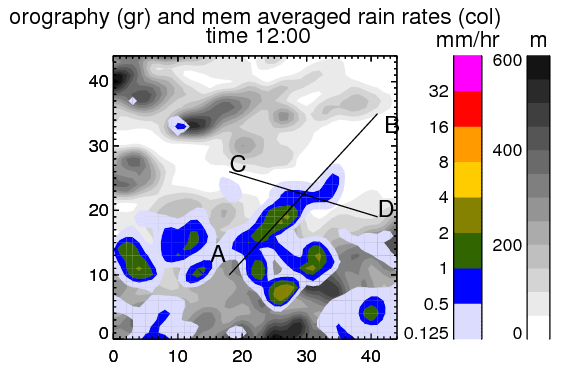 orography (gr) and mem averaged rain rates (col)
time 12:00
mm/hr m
40
30
20
10
0
0 10 20 30 40
A
B
C
D
32
16
8
4
2
1
0.5
0.125
600
400
200
0